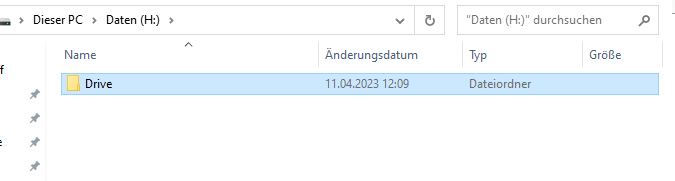 Dieser PC > Daten (H:) >
"Daten (H:)" durchsuchen
Name Änderungsdatum Typ Größe
f
Drive 11.04.2023 12:09 Dateiordner
e